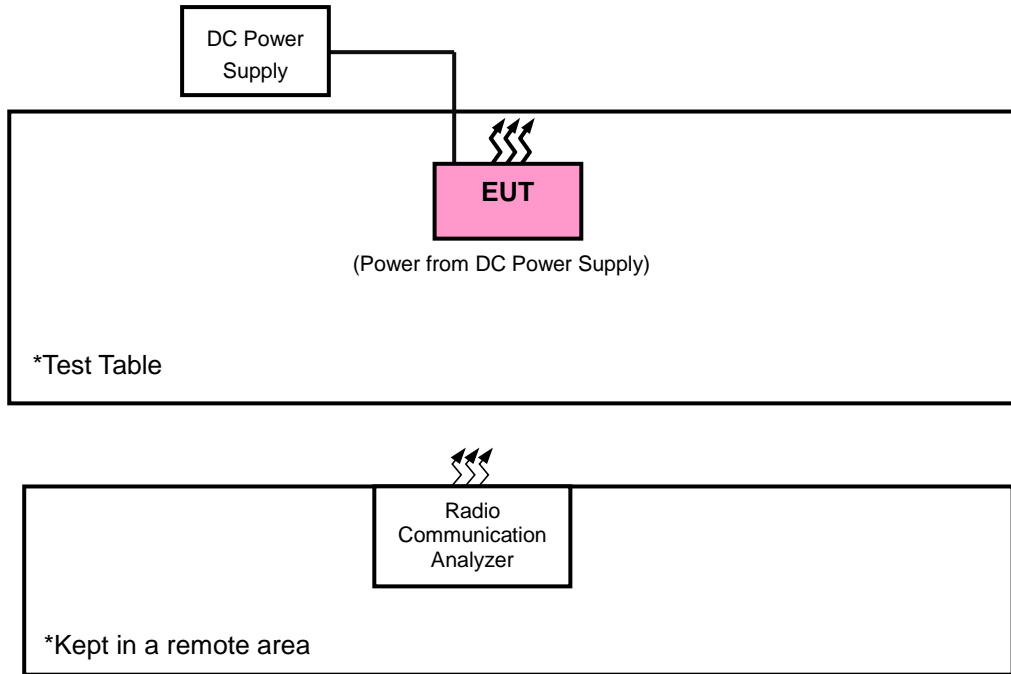 DC Power
Supply
EUT
(Power from DC Power Supply)
*Test Table
Radio
Communication
Analyzer
*Kept in a remote area